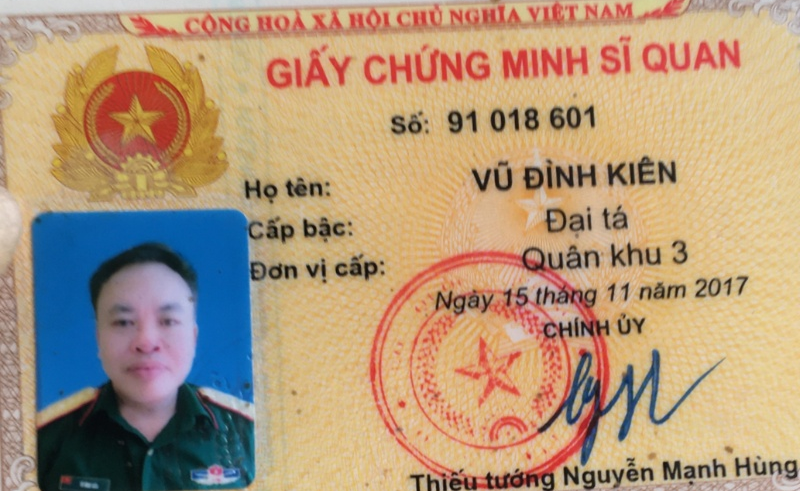 CỘNG HOÀ XÃ HỘI CHỦ NGHĨA VIỆT NAM
GIẤY CHỨNG MINH SĨ QUAN
Số: 91 018 601
Họ tên: VŨ ĐÌNH KIÊN
Cấp bậc: Đại tá
Đơn vị cấp: Quân khu 3
Ngày 15 tháng 11 năm 2017
CHÍNH ỦY
Thiếu tướng Nguyễn Mạnh Hùng